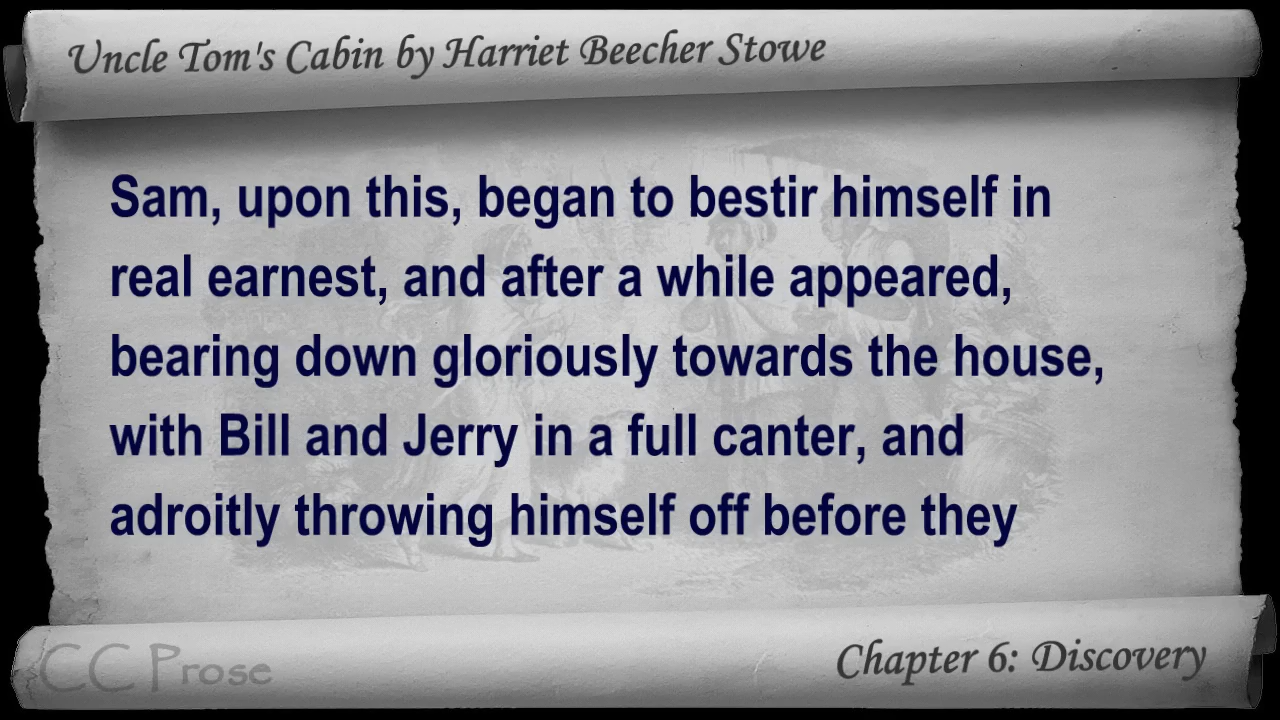 Uncle Tom's Cabin by Harriet Beecher Stowe
Sam, upon this, began to bestir himself in
real earnest, and after a while appeared,
bearing down gloriously towards the house,
with Bill and Jerry in a full canter, and
adroitly throwing himself off before they
CC Prose
Chapter 6: Discovery